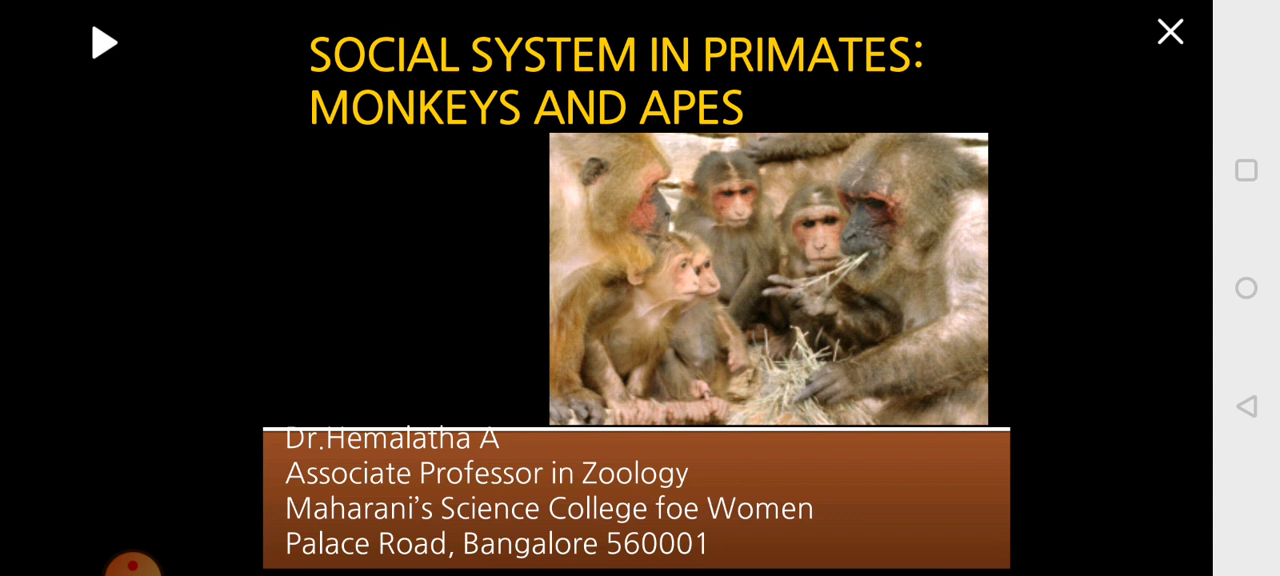 SOCIAL SYSTEM IN PRIMATES:
MONKEYS AND APES
Dr.Hemalatha A
Associate Professor in Zoology
Maharani’s Science College foe Women
Palace Road, Bangalore 560001